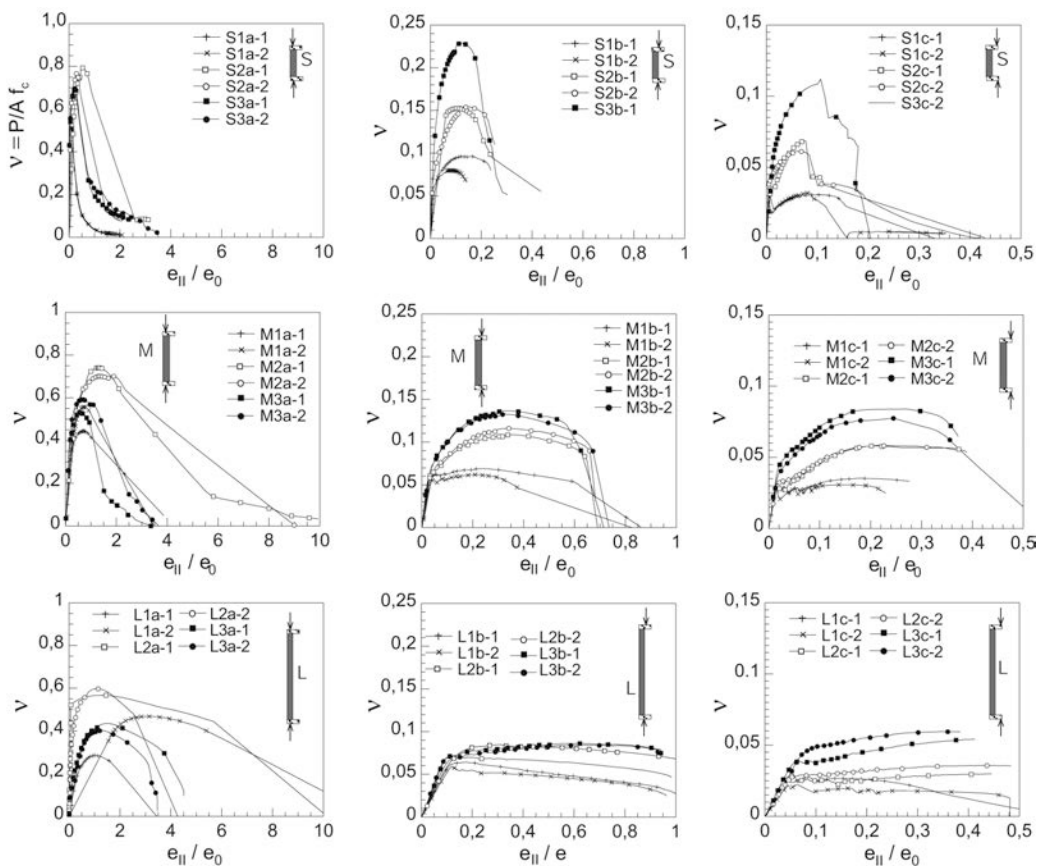 1,0
0,8
0,6
0,4
0,2
0
ν = P/A f_c
S1a-1
S1a-2
S2a-1
S2a-2
S3a-1
S3a-2
S
0 2 4 6 8 10
e_II / e_0
0,25
0,20
0,15
0,10
0,05
0
ν
S1b-1
S1b-2
S2b-1
S2b-2
S3b-1
S
0 0,2 0,4 0,6 0,8 1
e_II / e_0
0,15
0,10
0,05
0
ν
S1c-1
S1c-2
S2c-1
S2c-2
S3c-2
S
0 0,1 0,2 0,3 0,4 0,5
e_II / e_0
1
0,8
0,6
0,4
0,2
0
ν
M
M1a-1
M1a-2
M2a-1
M2a-2
M3a-1
M3a-2
0 2 4 6 8 10
e_II / e_0
0,25
0,2
0,15
0,1
0,05
0
ν
M
M1b-1
M1b-2
M2b-1
M2b-2
M3b-1
M3b-2
0 0,2 0,4 0,6 0,8 1
e_II / e_0
0,15
0,10
0,05
0
ν
M1c-1 M2c-2
M1c-2 M3c-1
M2c-1 M3c-2
M
0 0,1 0,2 0,3 0,4 0,5
e_II / e_0
1
0,8
0,6
0,4
0,2
0
ν
L1a-1 L2a-2
L1a-2 L3a-1
L2a-1 L3a-2
L
0 2 4 6 8 10
e_II / e_0
0,25
0,2
0,15
0,1
0,05
0
ν
L1b-1 L2b-2
L1b-2 L3b-1
L2b-1 L3b-2
L
0 0,2 0,4 0,6 0,8 1
e_II / e
0,15
0,10
0,05
0
ν
L1c-1 L2c-2
L1c-2 L3c-1
L2c-1 L3c-2
L
0 0,1 0,2 0,3 0,4 0,5
e_II / e_0